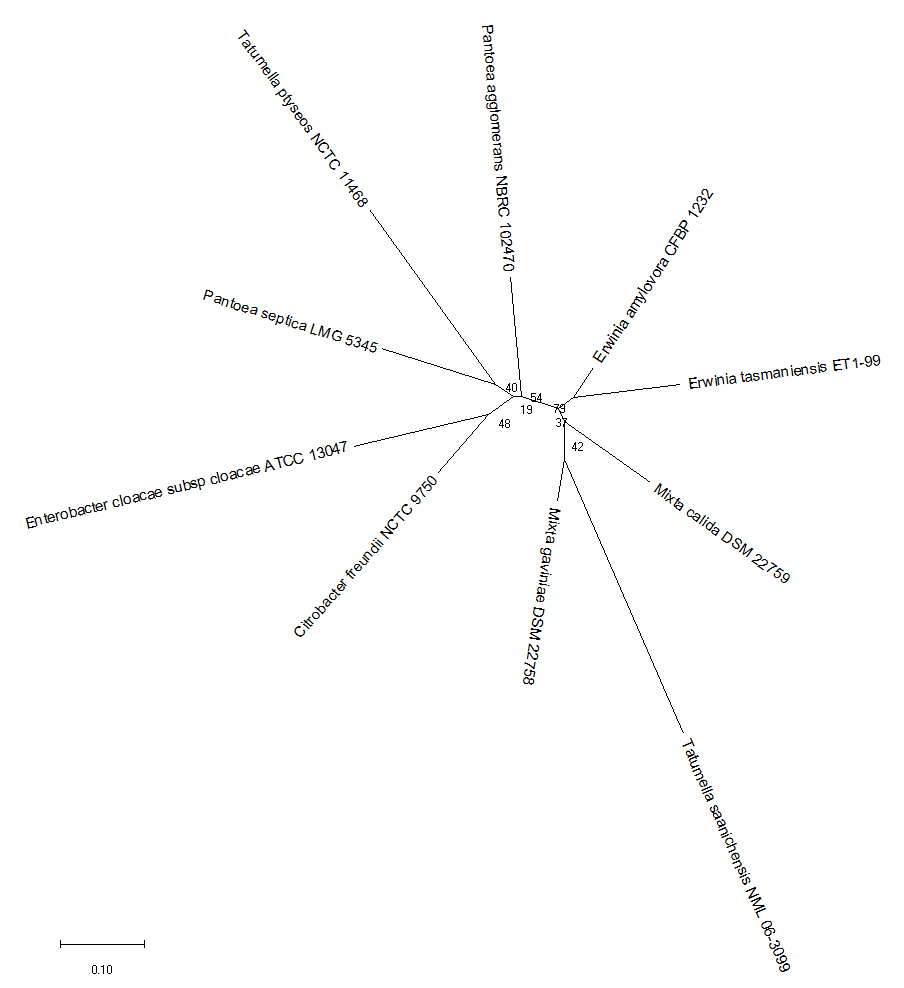 Tatumella ptyseos NCTC 11468
Pantoea agglomerans NBRC 102470
Erwinia amylovora CFBP 1232
Pantoea septica LMG 5345
Erwinia tasmaniensis ET1-99
40
54
19
79
37
48
42
Enterobacter cloacae subsp cloacae ATCC 13047
Citrobacter freundii NCTC 9750
Mixta calida DSM 22759
Mixta gaviniae DSM 22758
Tatumella saanichensis NML 06-3099
0.10